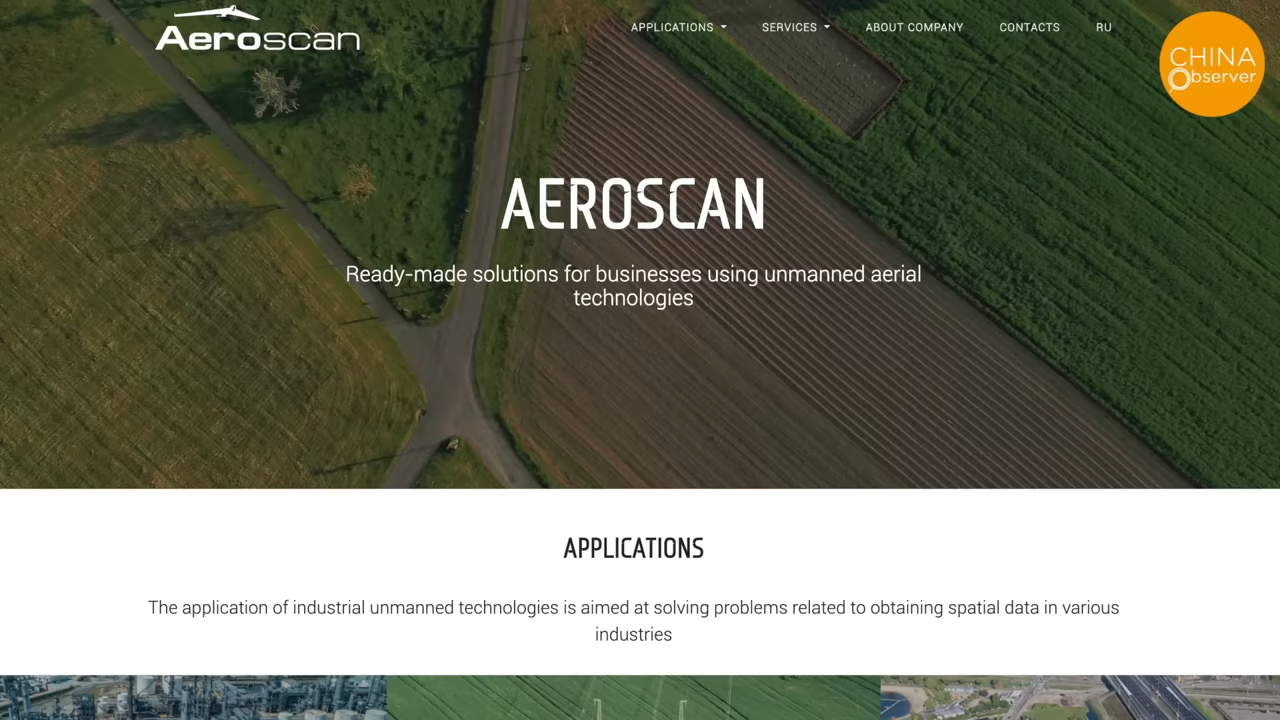 Aeroscan
APPLICATIONS
SERVICES
ABOUT COMPANY
CONTACTS
RU
CHINA
Observer
AEROSCAN
Ready-made solutions for businesses using unmanned aerial
technologies
APPLICATIONS
The application of industrial unmanned technologies is aimed at solving problems related to obtaining spatial data in various
industries